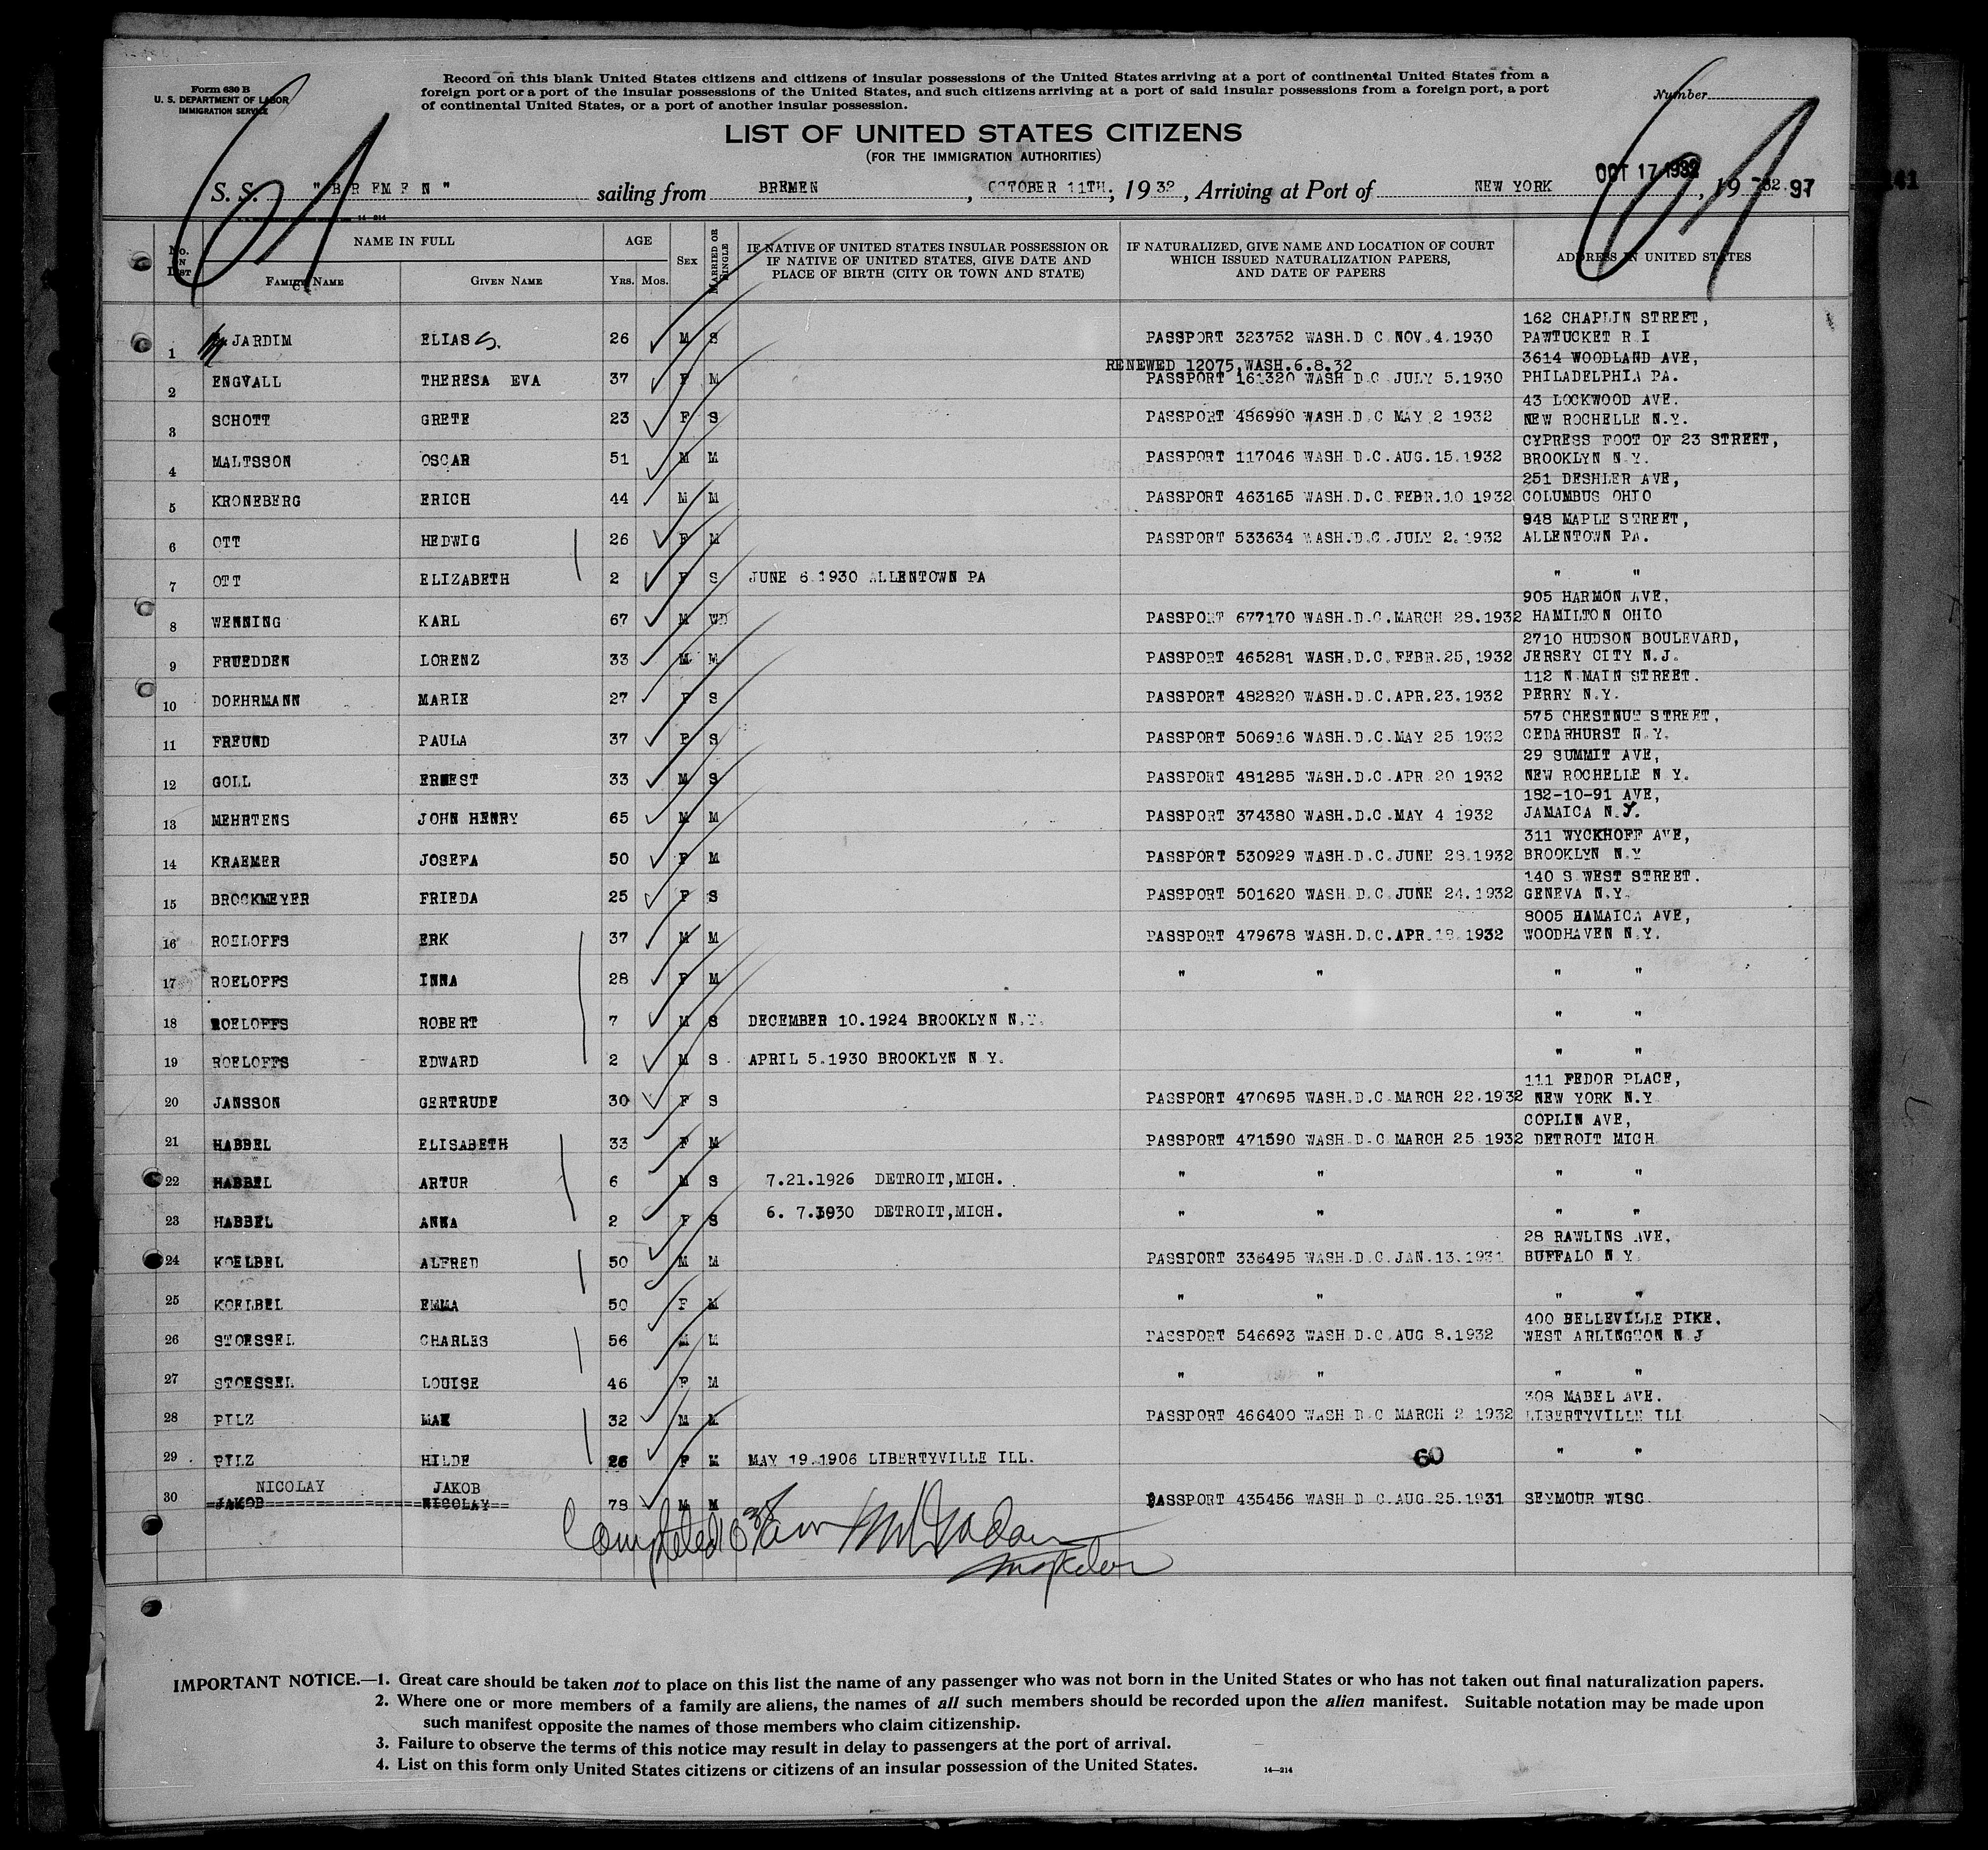 Form 630 B
U. S. DEPARTMENT OF LABOR
IMMIGRATION SERVICE
Record on this blank United States citizens and citizens of insular possessions of the United States arriving at a port of continental United States from a
foreign port or a port of the insular possessions of the United States, and such citizens arriving at a port of said insular possessions from a foreign port, a port
of continental United States, or a port of another insular possession.
Number
LIST OF UNITED STATES CITIZENS
(FOR THE IMMIGRATION AUTHORITIES)
61 61
OCT 17 1932
S. S. "BREMEN" sailing from BREMEN, OCTOBER 11TH, 1932, Arriving at Port of NEW YORK, 19 32 97
141
14-214
No. ON LIST NAME IN FULL AGE SEX MARRIED OR SINGLE IF NATIVE OF UNITED STATES INSULAR POSSESSION OR IF NATIVE OF UNITED STATES, GIVE DATE AND PLACE OF BIRTH (CITY OR TOWN AND STATE) IF NATURALIZED, GIVE NAME AND LOCATION OF COURT WHICH ISSUED NATURALIZATION PAPERS, AND DATE OF PAPERS ADDRESS IN UNITED STATES
FAMILY NAME GIVEN NAME YRS. MOS.
162 CHAPLIN STREET,
1 JARDIM ELIAS S. 26 M S PASSPORT 323752 WASH.D C NOV.4.1930 PAWTUCKET R I
RENEWED 12075,WASH.6.8.32 3614 WOODLAND AVE,
2 ENGVALL THERESA EVA 37 F M PASSPORT 161320 WASH D.C JULY 5.1930 PHILADELPHIA PA.
43 LOCKWOOD AVE.
3 SCHOTT GRETE 23 F S PASSPORT 486990 WASH.D.C MAY 2 1932 NEW ROCHELLE N.Y.
CYPRESS FOOT OF 23 STREET,
4 MALTSSON OSCAR 51 M M PASSPORT 117046 WASH D.C.AUG.15.1932 BROOKLYN N Y.
251 DESHLER AVE,
5 KRONEBERG ERICH 44 M M PASSPORT 463165 WASH.D.C.FEBR.10 1932 COLUMBUS OHIO
948 MAPLE STREET,
6 OTT HEDWIG 26 F M PASSPORT 533634 WASH.D.C.JULY 2.1932 ALLENTOWN PA.
7 OTT ELIZABETH 2 F S JUNE 6.1930 ALLENTOWN PA " "
905 HARMON AVE,
8 WENNING KARL 67 M WD PASSPORT 677170 WASH.D.C.MARCH 28.1932 HAMILTON OHIO
2710 HUDSON BOULEVARD,
9 FRUEDDEN LORENZ 33 M M PASSPORT 465281 WASH.D.C.FEBR.25,1932 JERSEY CITY N.J.
112 N.MAIN STREET.
10 DOEHRMANN MARIE 27 F S PASSPORT 482820 WASH.D.C.APR.23.1932 PERRY N.Y.
575 CHESTNUT STREET,
11 FREUND PAULA 37 F S PASSPORT 506916 WASH.D.C.MAY 25 1932 CEDARHURST N.Y.
29 SUMMIT AVE,
12 GOLL ERNEST 33 M S PASSPORT 481285 WASH.D.C.APR 20 1932 NEW ROCHELLE N Y.
182-10-91 AVE,
13 MEHRTENS JOHN HENRY 65 M M PASSPORT 374380 WASH.D.C.MAY 4 1932 JAMAICA N.Y.
311 WYCKHOFF AVE,
14 KRAEMER JOSEFA 50 F M PASSPORT 530929 WASH.D.C.JUNE 28.1932 BROOKLYN N.Y
140 S WEST STREET.
15 BROCKMEYER FRIEDA 25 F S PASSPORT 501620 WASH D.C JUNE 24.1932 GENEVA N.Y.
8005 HAMAICA AVE,
16 ROELOFFS ERK 37 M M PASSPORT 479678 WASH.D.C.APR.18.1932 WOODHAVEN N.Y.
17 ROELOFFS INNA 28 F M " " " "
18 ROELOFFS ROBERT 7 M S DECEMBER 10.1924 BROOKLYN N.Y. " "
19 ROELOFFS EDWARD 2 M S APRIL 5.1930 BROOKLYN N Y. " "
111 FEDOR PLACE,
20 JANSSON GERTRUDE 30 F S PASSPORT 470695 WASH.D.C MARCH 22.1932 NEW YORK N.Y
COPLIN AVE,
21 HABBEL ELISABETH 33 F M PASSPORT 471590 WASH.D.C MARCH 25 1932 DETROIT MICH
22 HABBEL ARTUR 6 M S 7.21.1926 DETROIT,MICH. " " " "
23 HABBEL ANNA 2 F S 6. 7.1930 DETROIT,MICH. " " " "
28 RAWLINS AVE,
24 KOELBEL ALFRED 50 M M PASSPORT 336495 WASH.D.C.JAN.13.1931 BUFFALO N Y.
25 KOELBEL EMMA 50 F M " " " "
400 BELLEVILLE PIKE,
26 STOESSEL CHARLES 56 M M PASSPORT 546693 WASH D.C.AUG 8.1932 WEST ARLINGTON N J
27 STOESSEL LOUISE 46 F M " " " "
308 MABEL AVE.
28 PILZ MAX 32 M M PASSPORT 466400 WASH D C MARCH 2 1932 LIBERTYVILLE ILL
29 PILZ HILDE 26 F M MAY 19.1906 LIBERTYVILLE ILL. 60 " "
NICOLAY JAKOB
30 JAKOB NICOLAY 78 M M PASSPORT 435456 WASH D C.AUG.25.1931 SEYMOUR WISC.
Completed 10 30 am
IMPORTANT NOTICE.—1. Great care should be taken not to place on this list the name of any passenger who was not born in the United States or who has not taken out final naturalization papers.
2. Where one or more members of a family are aliens, the names of all such members should be recorded upon the alien manifest. Suitable notation may be made upon
such manifest opposite the names of those members who claim citizenship.
3. Failure to observe the terms of this notice may result in delay to passengers at the port of arrival.
4. List on this form only United States citizens or citizens of an insular possession of the United States.
14-214